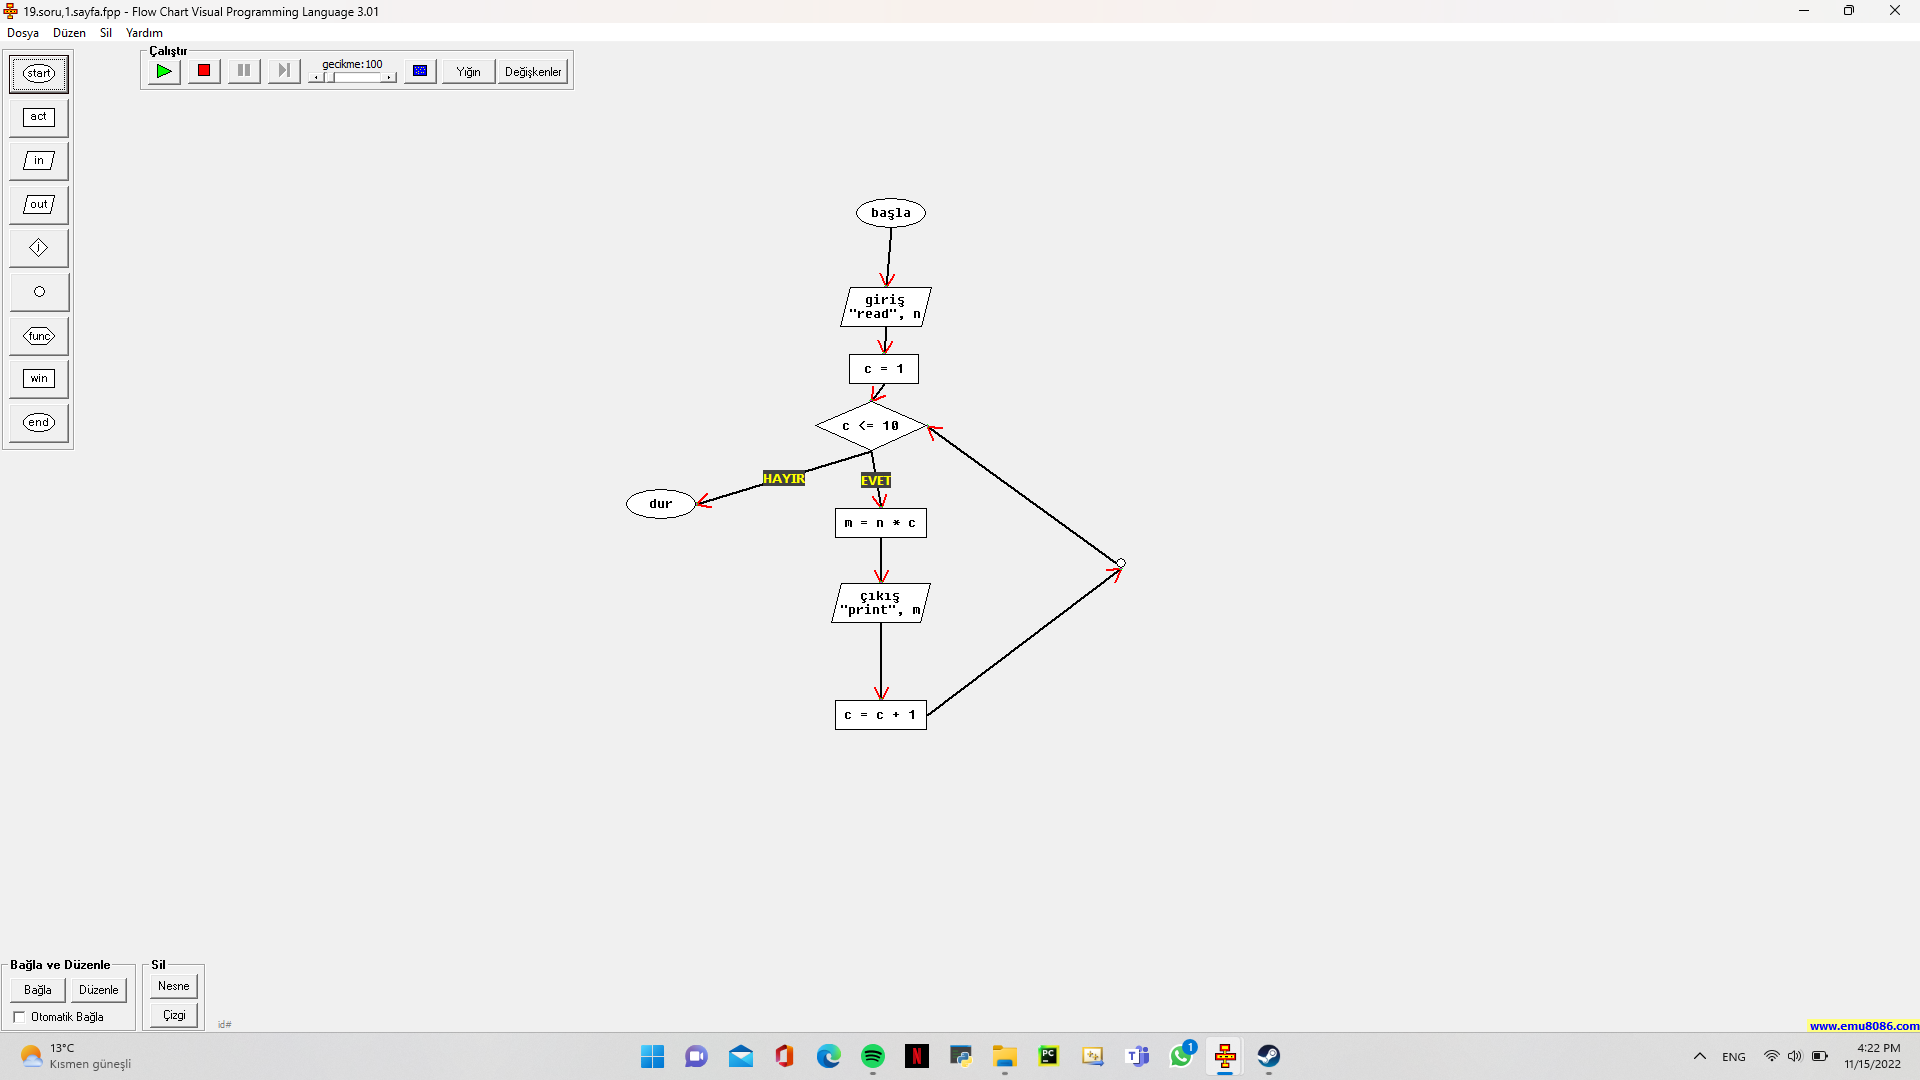 19.soru,1.sayfa.fpp - Flow Chart Visual Programming Language 3.01
Dosya Düzen Sil Yardım
Çalıştır
gecikme:100
Yığın
Değişkenler
start
act
in
out
j
func
win
end
başla
giriş
"read", n
c = 1
c <= 10
HAYIR
EVET
dur
m = n * c
çıkış
"print", m
c = c + 1
Bağla ve Düzenle
Bağla
Düzenle
Otomatik Bağla
Sil
Nesne
Çizgi
id#
www.emu8086.com
13°C
Kısmen güneşli
N
PC
1
ENG
4:22 PM
11/15/2022